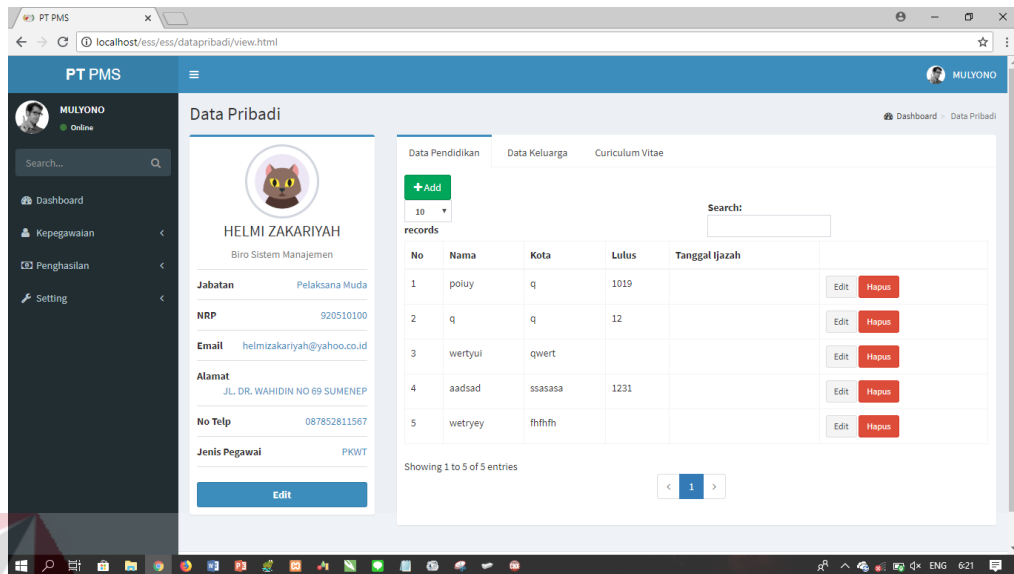 PT PMS
localhost/ess/ess/datapribadi/view.html
PT PMS
MULYONO
MULYONO
Online
Search...
Dashboard
Kepegawaian
Penghasilan
Setting
Data Pribadi
Dashboard > Data Pribadi
HELMI ZAKARIYAH
Biro Sistem Manajemen
Jabatan Pelaksana Muda
NRP 920510100
Email helmizakariyah@yahoo.co.id
Alamat
JL. DR. WAHIDIN NO 69 SUMENEP
No Telp 087852811567
Jenis Pegawai PKWT
Edit
Data Pendidikan Data Keluarga Curiculum Vitae
+Add
10
records
Search:
No Nama Kota Lulus Tanggal Ijazah
1 poiuy q 1019 Edit Hapus
2 q q 12 Edit Hapus
3 wertyui qwert Edit Hapus
4 aadsad ssasasa 1231 Edit Hapus
5 wetryey fhfhfh Edit Hapus
Showing 1 to 5 of 5 entries
< 1 >
ENG 6:21